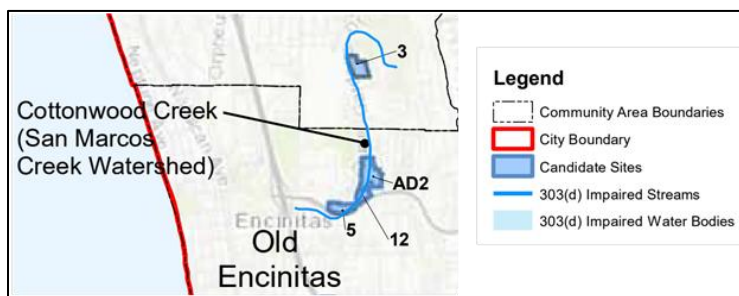 3
Cottonwood Creek
(San Marcos
Creek Watershed)
AD2
Encinitas
5
12
Old
Encinitas
Legend
Community Area Boundaries
City Boundary
Candidate Sites
303(d) Impaired Streams
303(d) Impaired Water Bodies